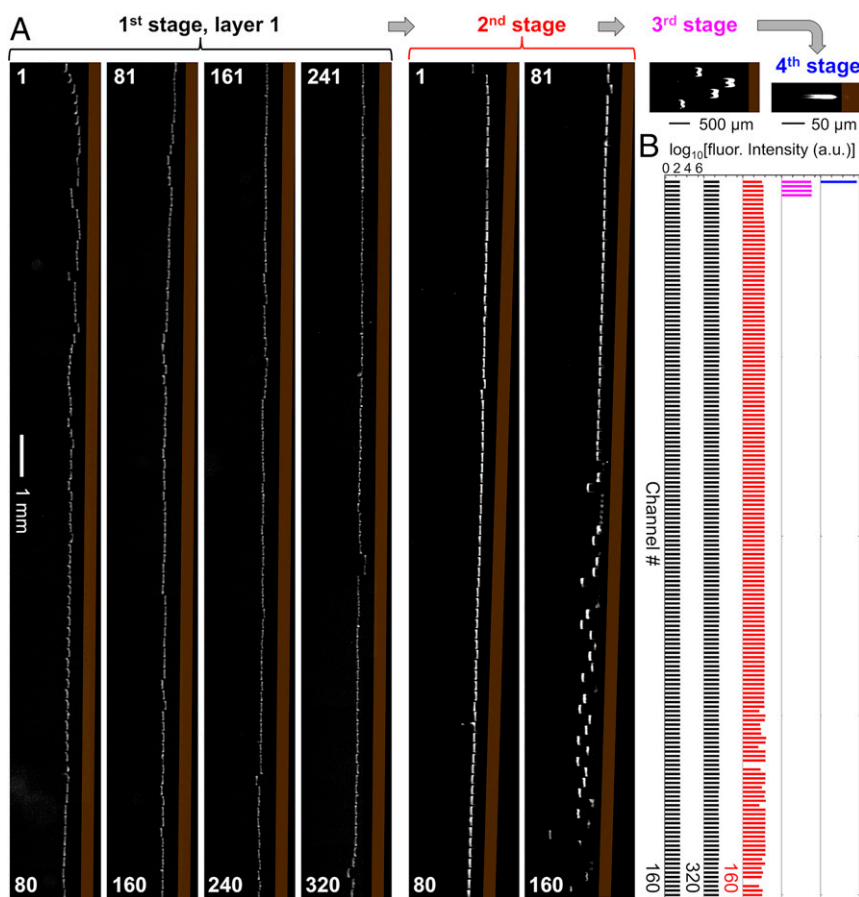 A
1st stage, layer 1
2nd stage
3rd stage
4th stage
1
81
161
241
1
81
500 µm
50 µm
B
log10[fluor. Intensity (a.u.)]
0 2 4 6
1 mm
Channel #
80
160
240
320
80
160
160
320
160